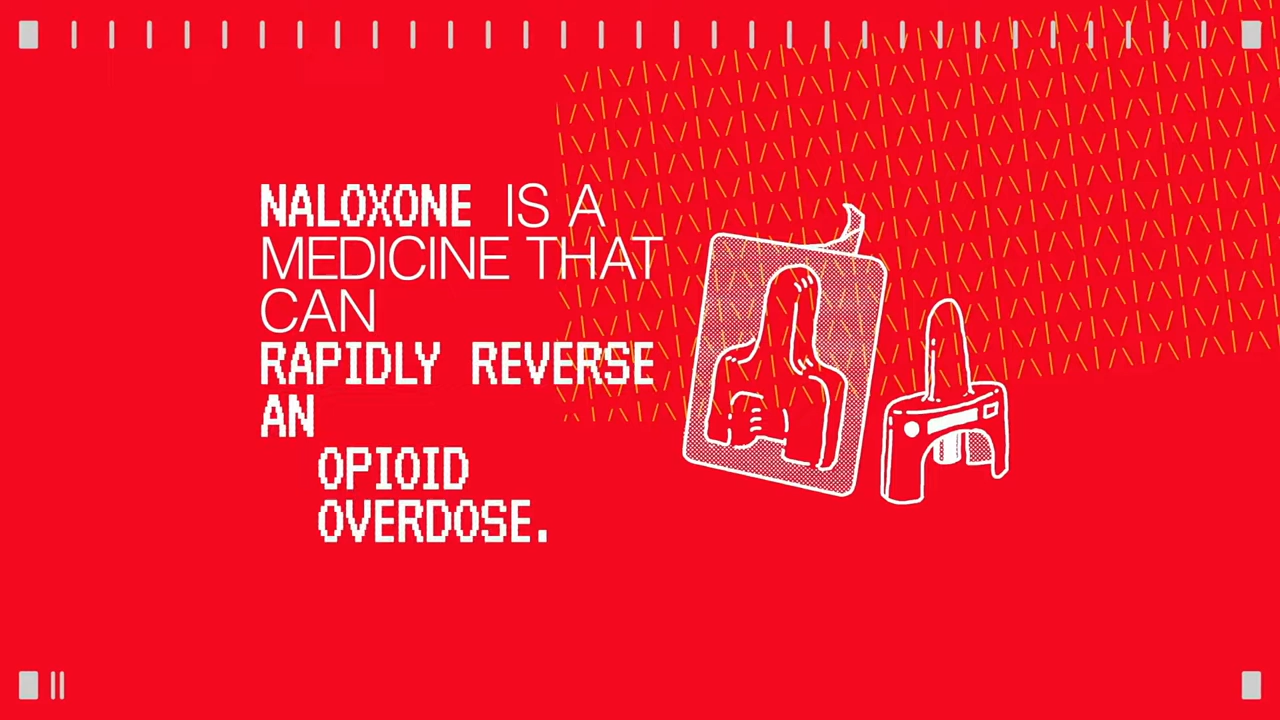 NALOXONE IS A
MEDICINE THAT
CAN
RAPIDLY REVERSE
AN
OPIOID
OVERDOSE.